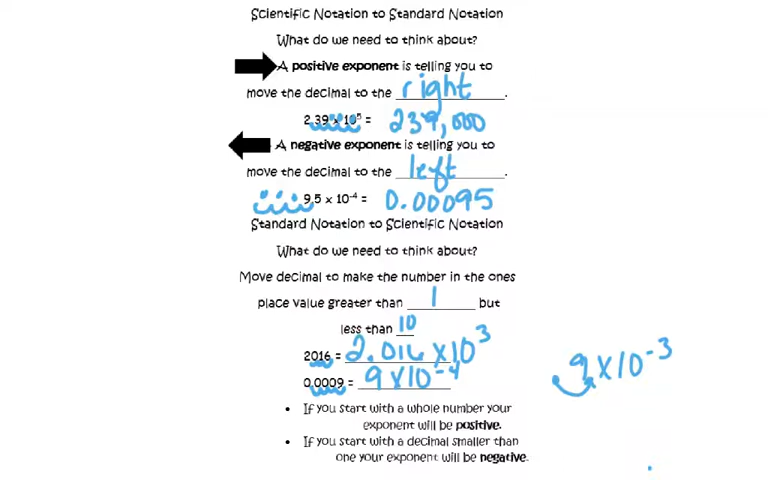 Scientific Notation to Standard Notation
What do we need to think about?
A positive exponent is telling you to
move the decimal to the right.
2.39 x 10⁵ = 239,000
A negative exponent is telling you to
move the decimal to the left.
9.5 x 10⁻⁴ = 0.00095
Standard Notation to Scientific Notation
What do we need to think about?
Move decimal to make the number in the ones
place value greater than 1 but
less than 10
2016 = 2.016 x 10³
0.0009 = 9 x 10⁻⁴
9 x 10⁻³
• If you start with a whole number your
exponent will be positive.
• If you start with a decimal smaller than
one your exponent will be negative.